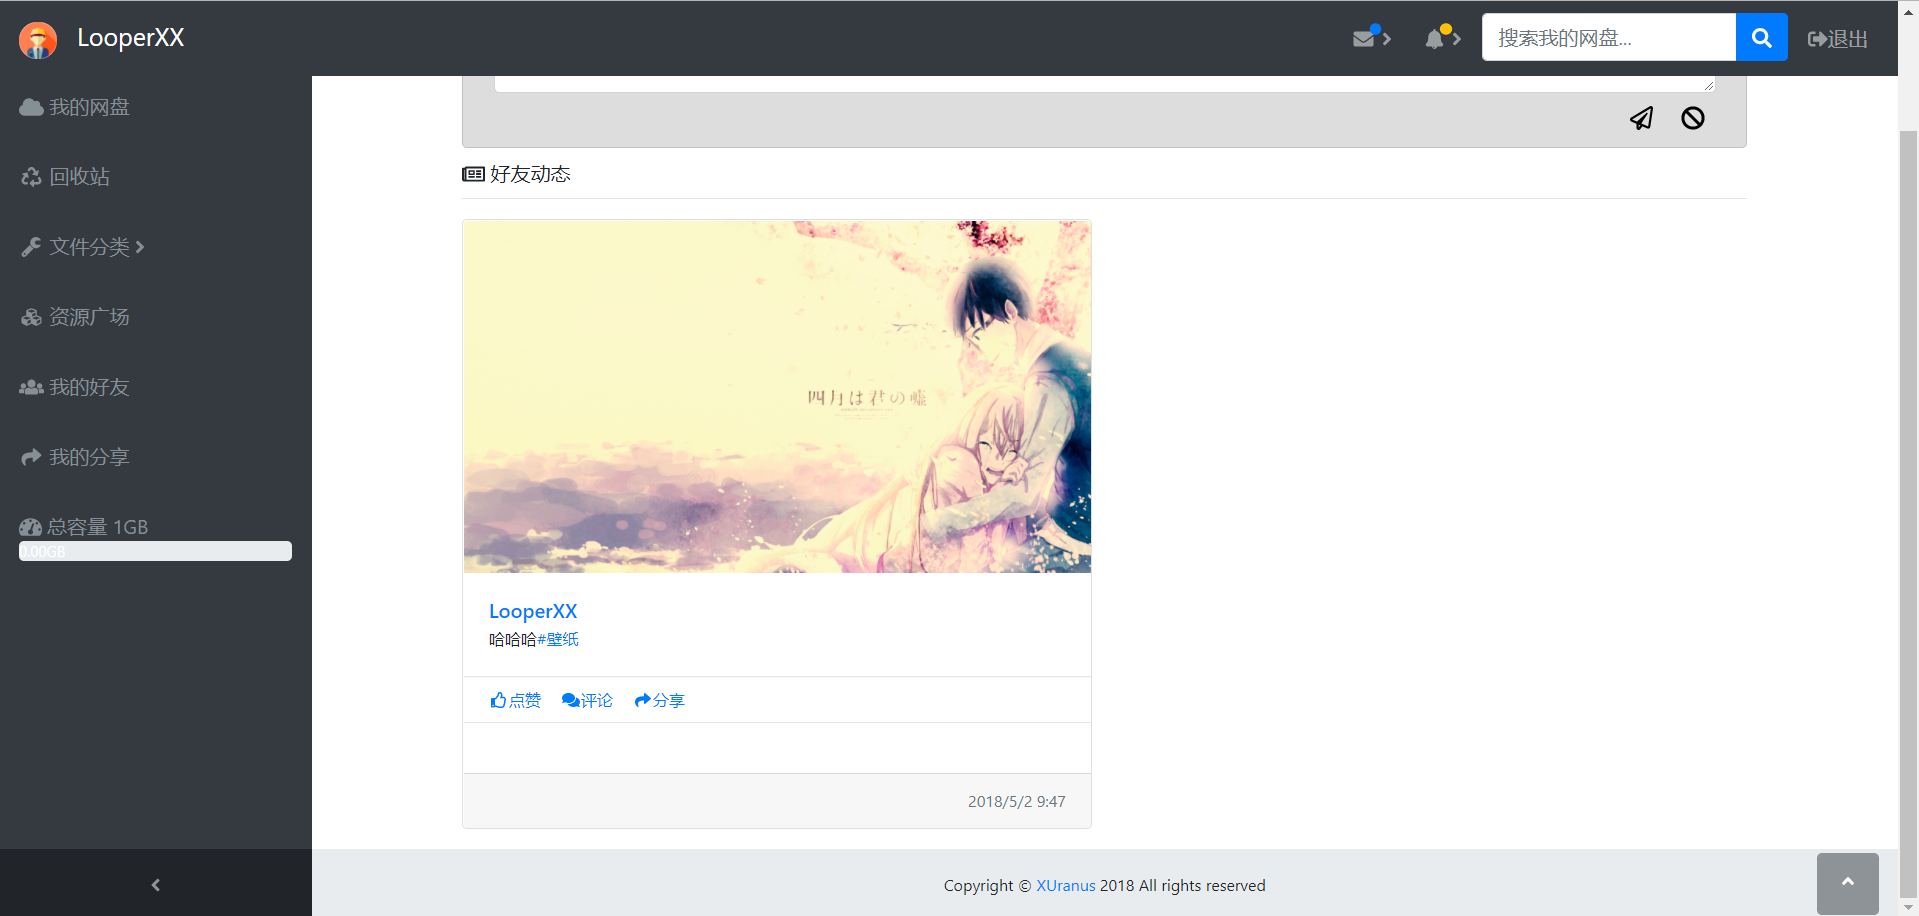 LooperXX
搜索我的网盘...
退出
我的网盘
回收站
文件分类
资源广场
我的好友
我的分享
总容量 1GB
0.00GB
好友动态
四月は君の嘘
LooperXX
哈哈哈#壁纸
点赞 评论 分享
2018/5/2 9:47
Copyright © XUranus 2018 All rights reserved